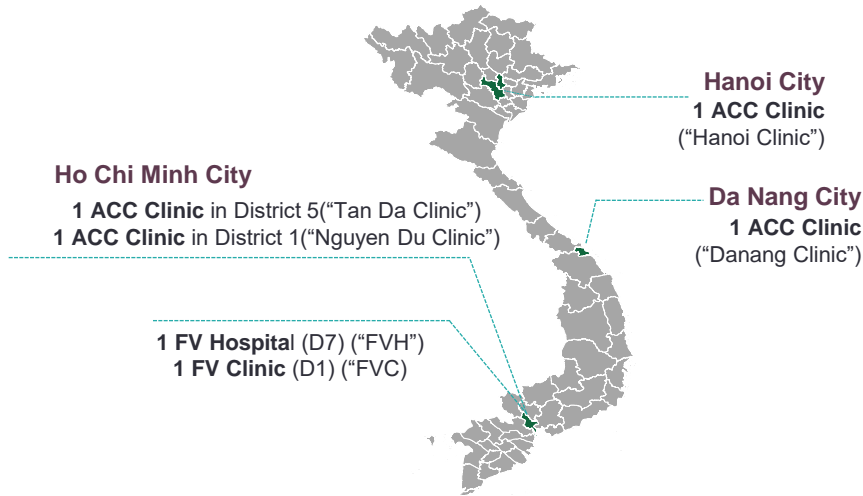 Hanoi City
1 ACC Clinic
(“Hanoi Clinic”)
Ho Chi Minh City
1 ACC Clinic in District 5(“Tan Da Clinic”)
1 ACC Clinic in District 1(“Nguyen Du Clinic”)
Da Nang City
1 ACC Clinic
(“Danang Clinic”)
1 FV Hospital (D7) (“FVH”)
1 FV Clinic (D1) (“FVC)